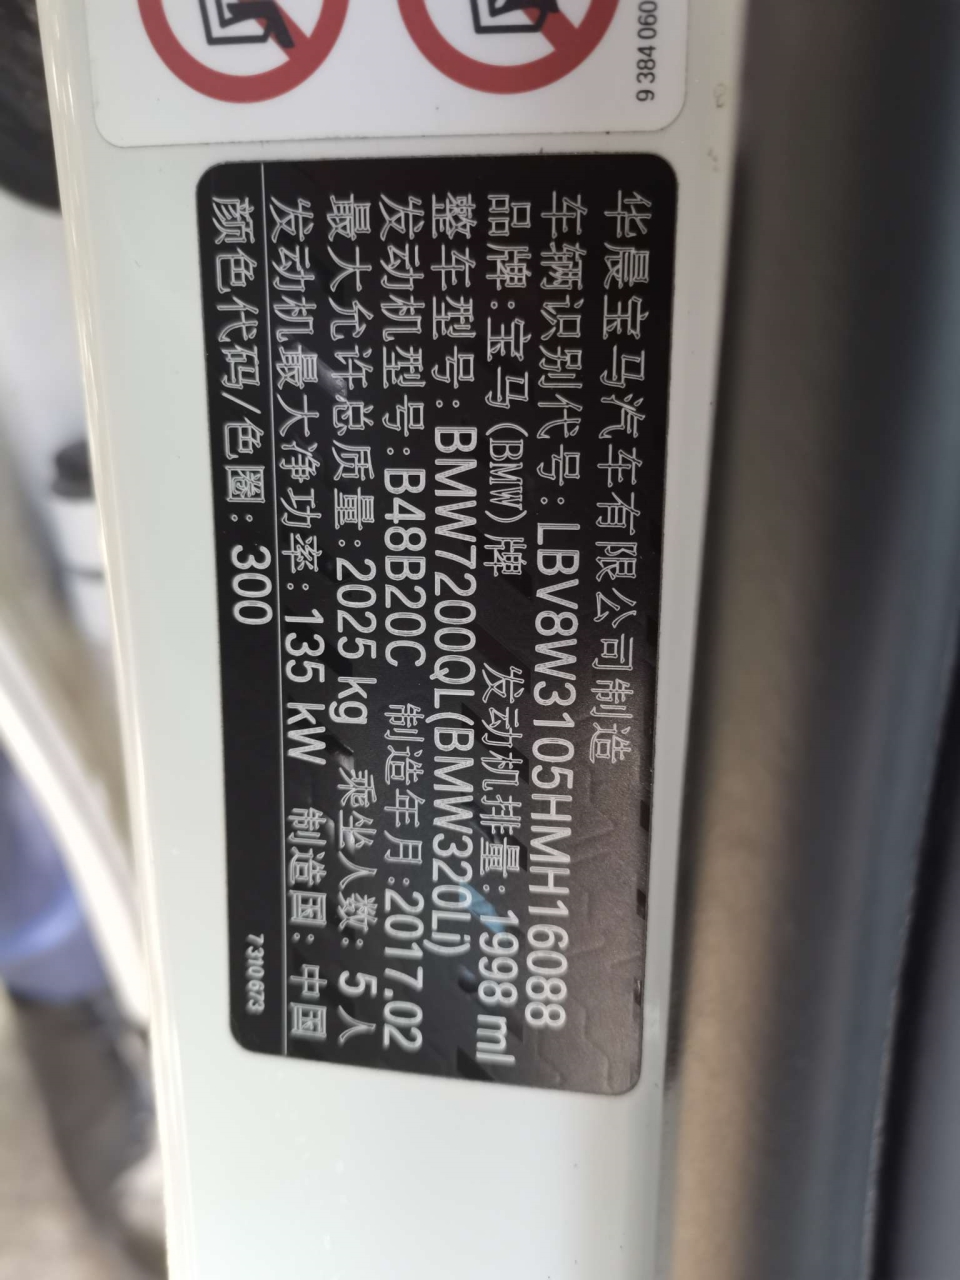 9 384 060
华晨宝马汽车有限公司制造
车辆识别代号:LBV8W3105HMH16088
品牌:宝马(BMW)牌 发动机排量:1998 ml
整车型号:BMW7200QL(BMW320Li)
发动机型号:B48B20C 制造年月:2017.02
最大允许总质量:2025 kg 乘坐人数:5人
发动机最大净功率:135 kW 制造国:中国
颜色代码/色圈:300
7 310 673